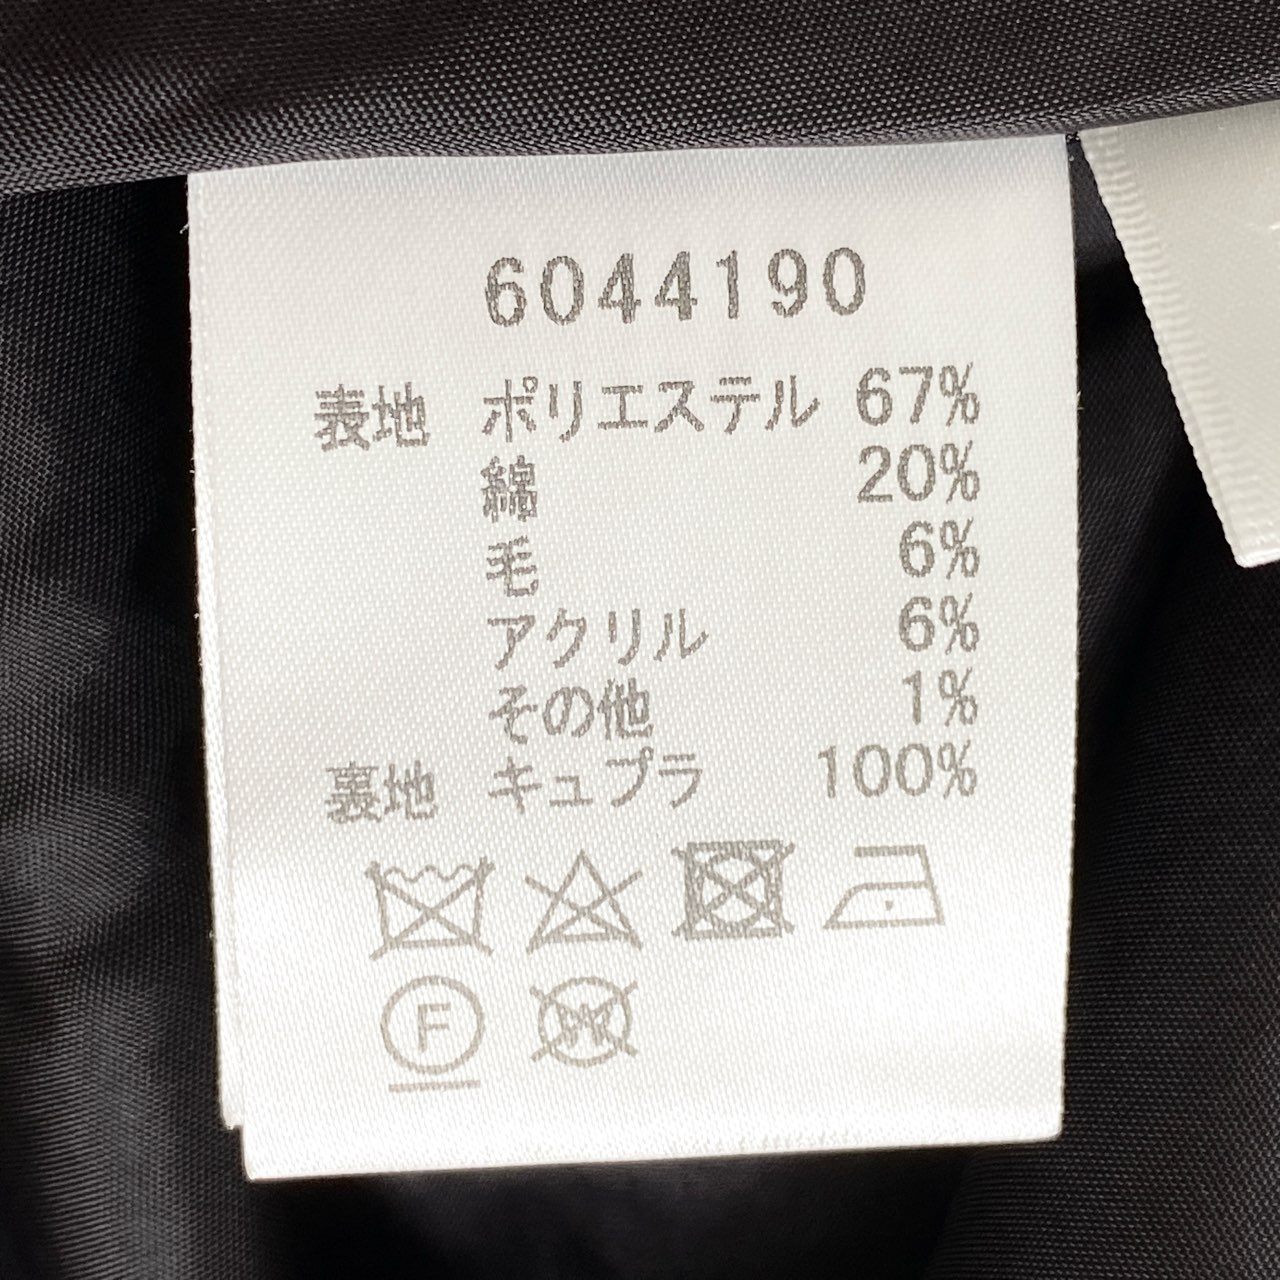 6044190
表地 ポリエステル 67%
綿 20%
毛 6%
アクリル 6%
その他 1%
裏地 キュプラ 100%
F W